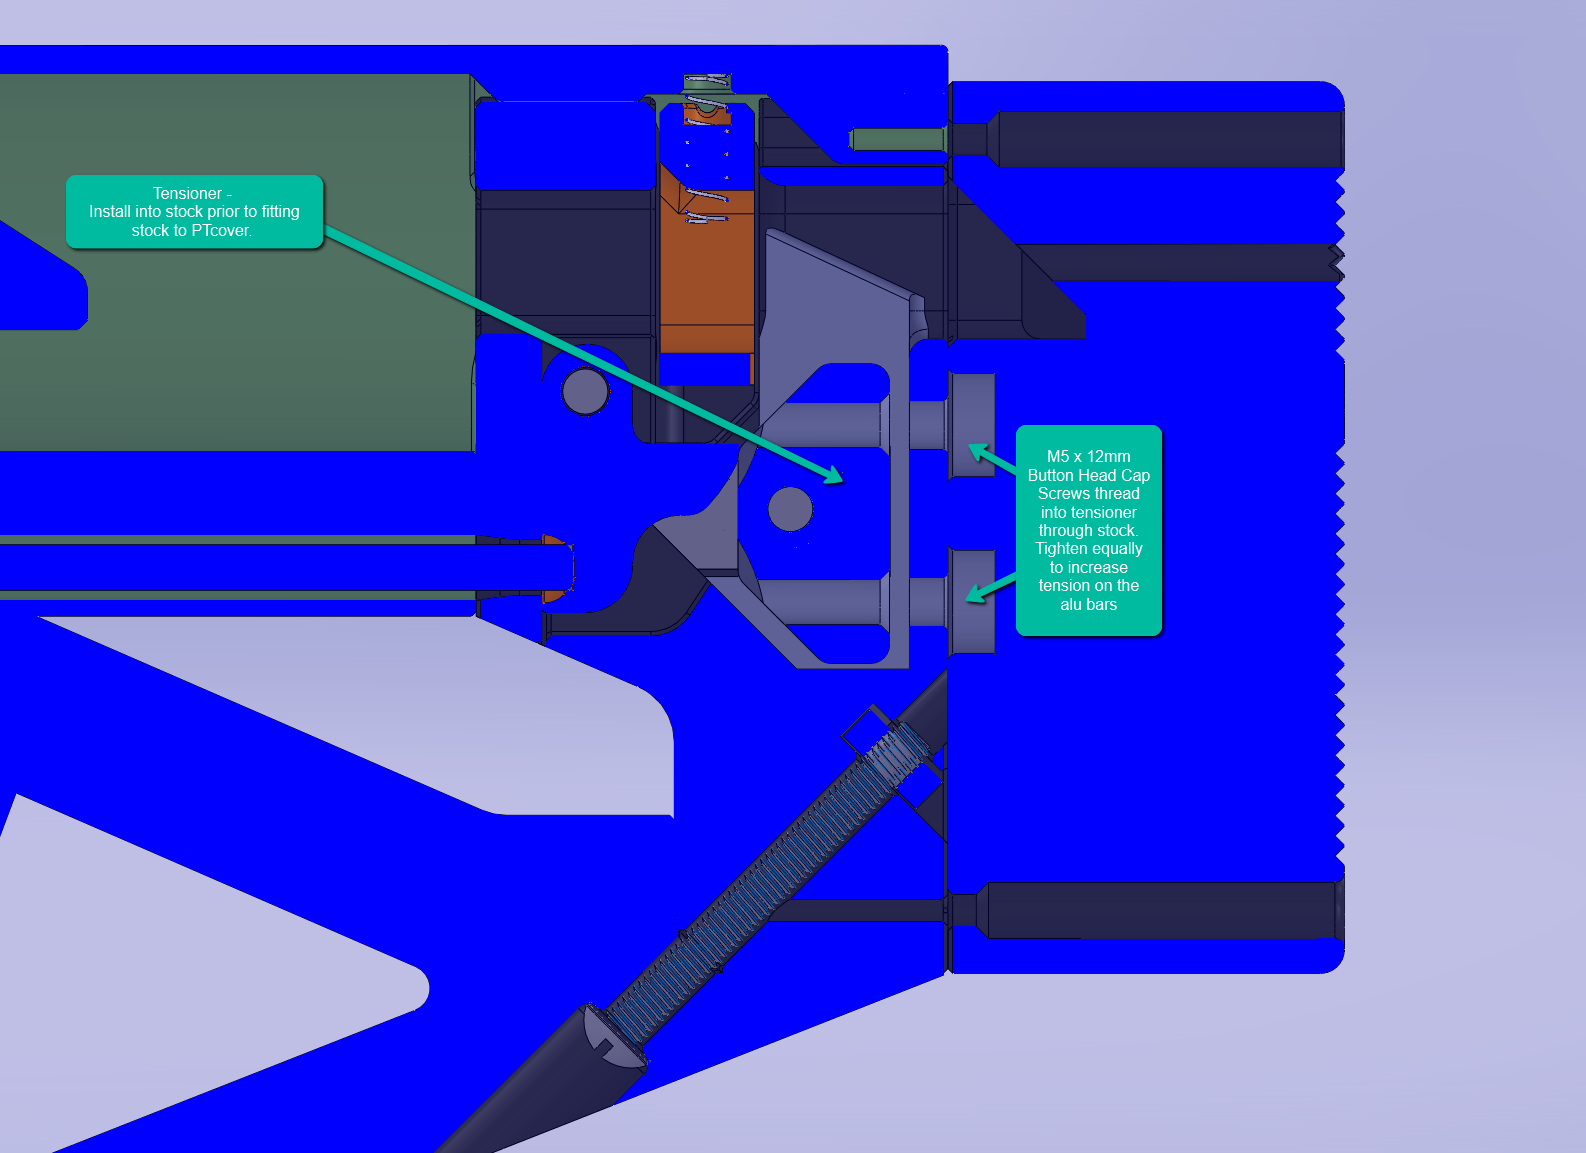 Tensioner -
Install into stock prior to fitting
stock to PTcover.
M5 x 12mm
Button Head Cap
Screws thread
into tensioner
through stock.
Tighten equally
to increase
tension on the
alu bars